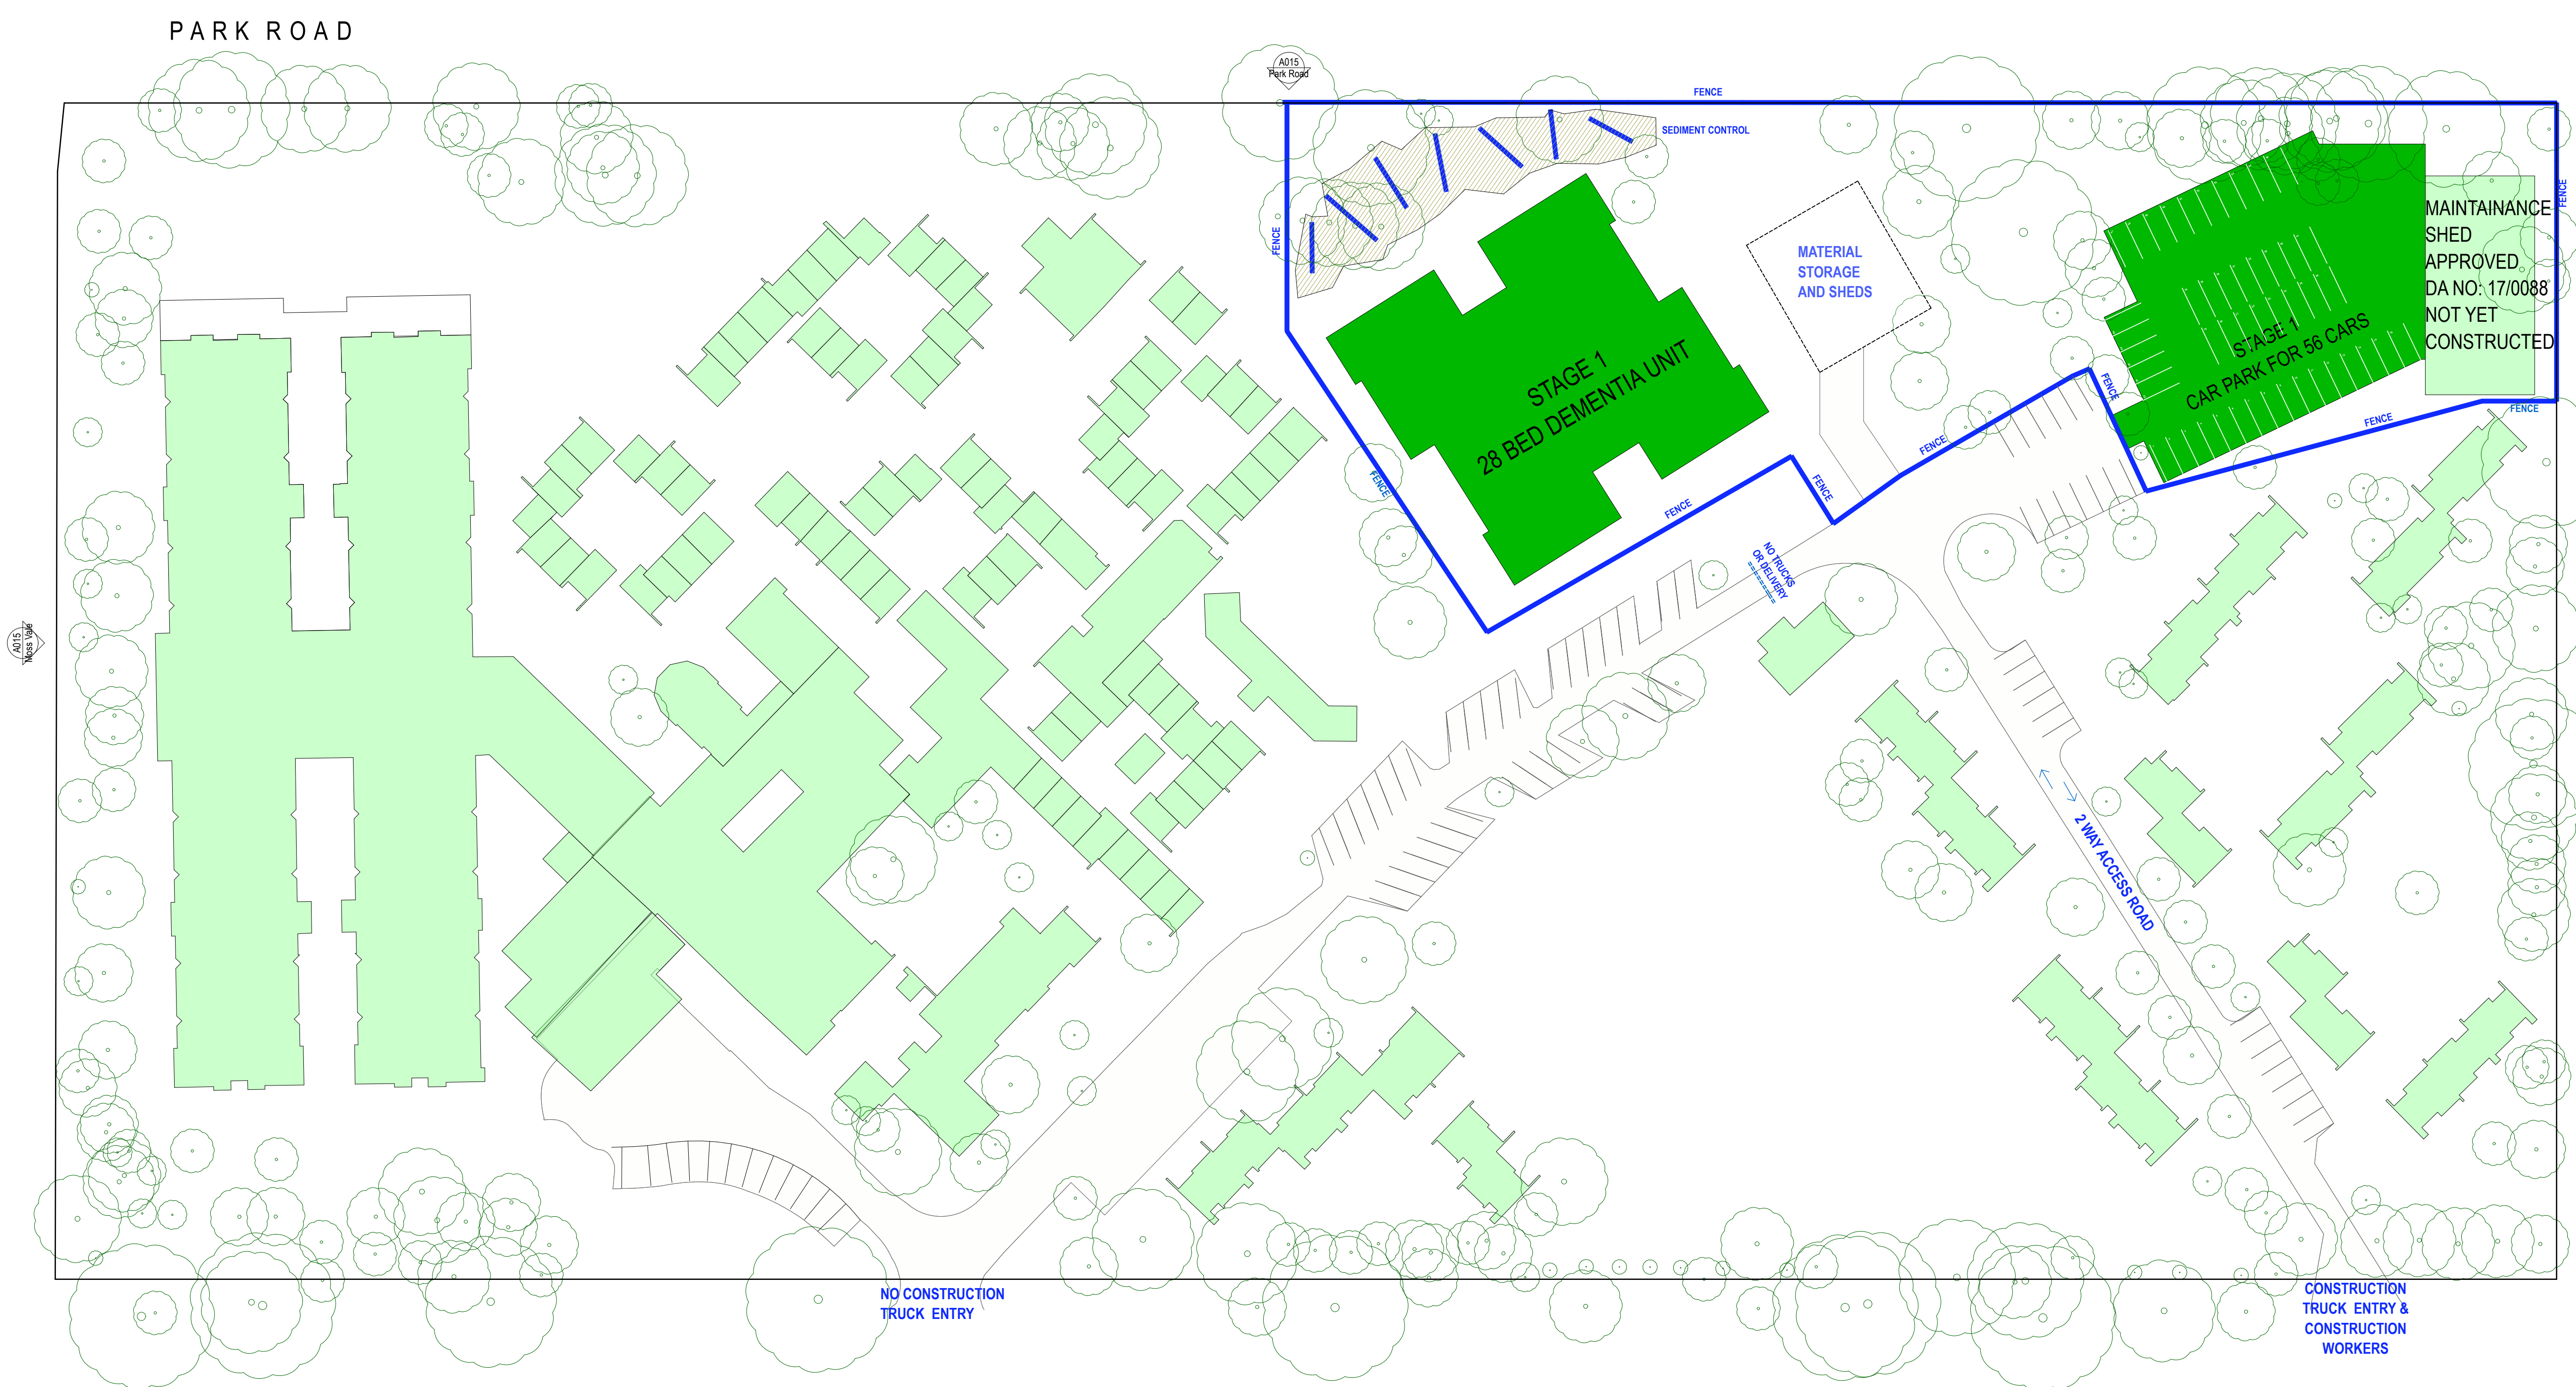 PARK ROAD
A015
Park Road
FENCE
SEDIMENT CONTROL
FENCE
FENCE
MATERIAL
STORAGE
AND SHEDS
MAINTAINANCE
SHED
APPROVED
DA NO: 17/0088
NOT YET
CONSTRUCTED
STAGE 1
28 BED DEMENTIA UNIT
STAGE 1
CAR PARK FOR 56 CARS
FENCE
FENCE
FENCE
FENCE
FENCE
FENCE
FENCE
FENCE
NO TRUCKS
OR DELIVERY
A015
Moss Vale
2 WAY ACCESS ROAD
NO CONSTRUCTION
TRUCK ENTRY
CONSTRUCTION
TRUCK ENTRY &
CONSTRUCTION
WORKERS